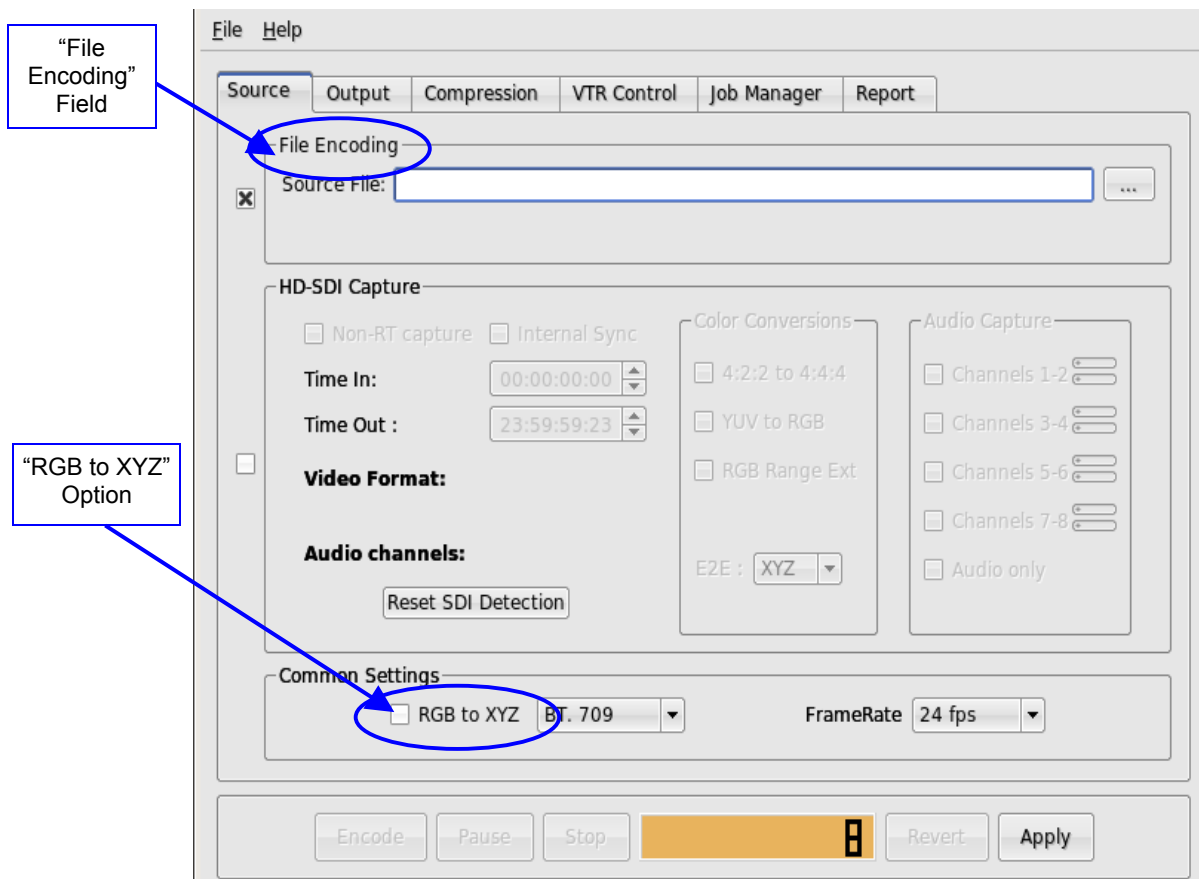 File Help
“File
Encoding”
Field
Source Output Compression VTR Control Job Manager Report
File Encoding
Source File: ...
HD-SDI Capture
Non-RT capture Internal Sync
Time In: 00:00:00:00
Time Out : 23:59:59:23
Video Format:
Audio channels:
Reset SDI Detection
Color Conversions
4:2:2 to 4:4:4
YUV to RGB
RGB Range Ext
E2E : XYZ
Audio Capture
Channels 1-2
Channels 3-4
Channels 5-6
Channels 7-8
Audio only
“RGB to XYZ”
Option
Common Settings
RGB to XYZ BT. 709 FrameRate 24 fps
Encode Pause Stop 8 Revert Apply